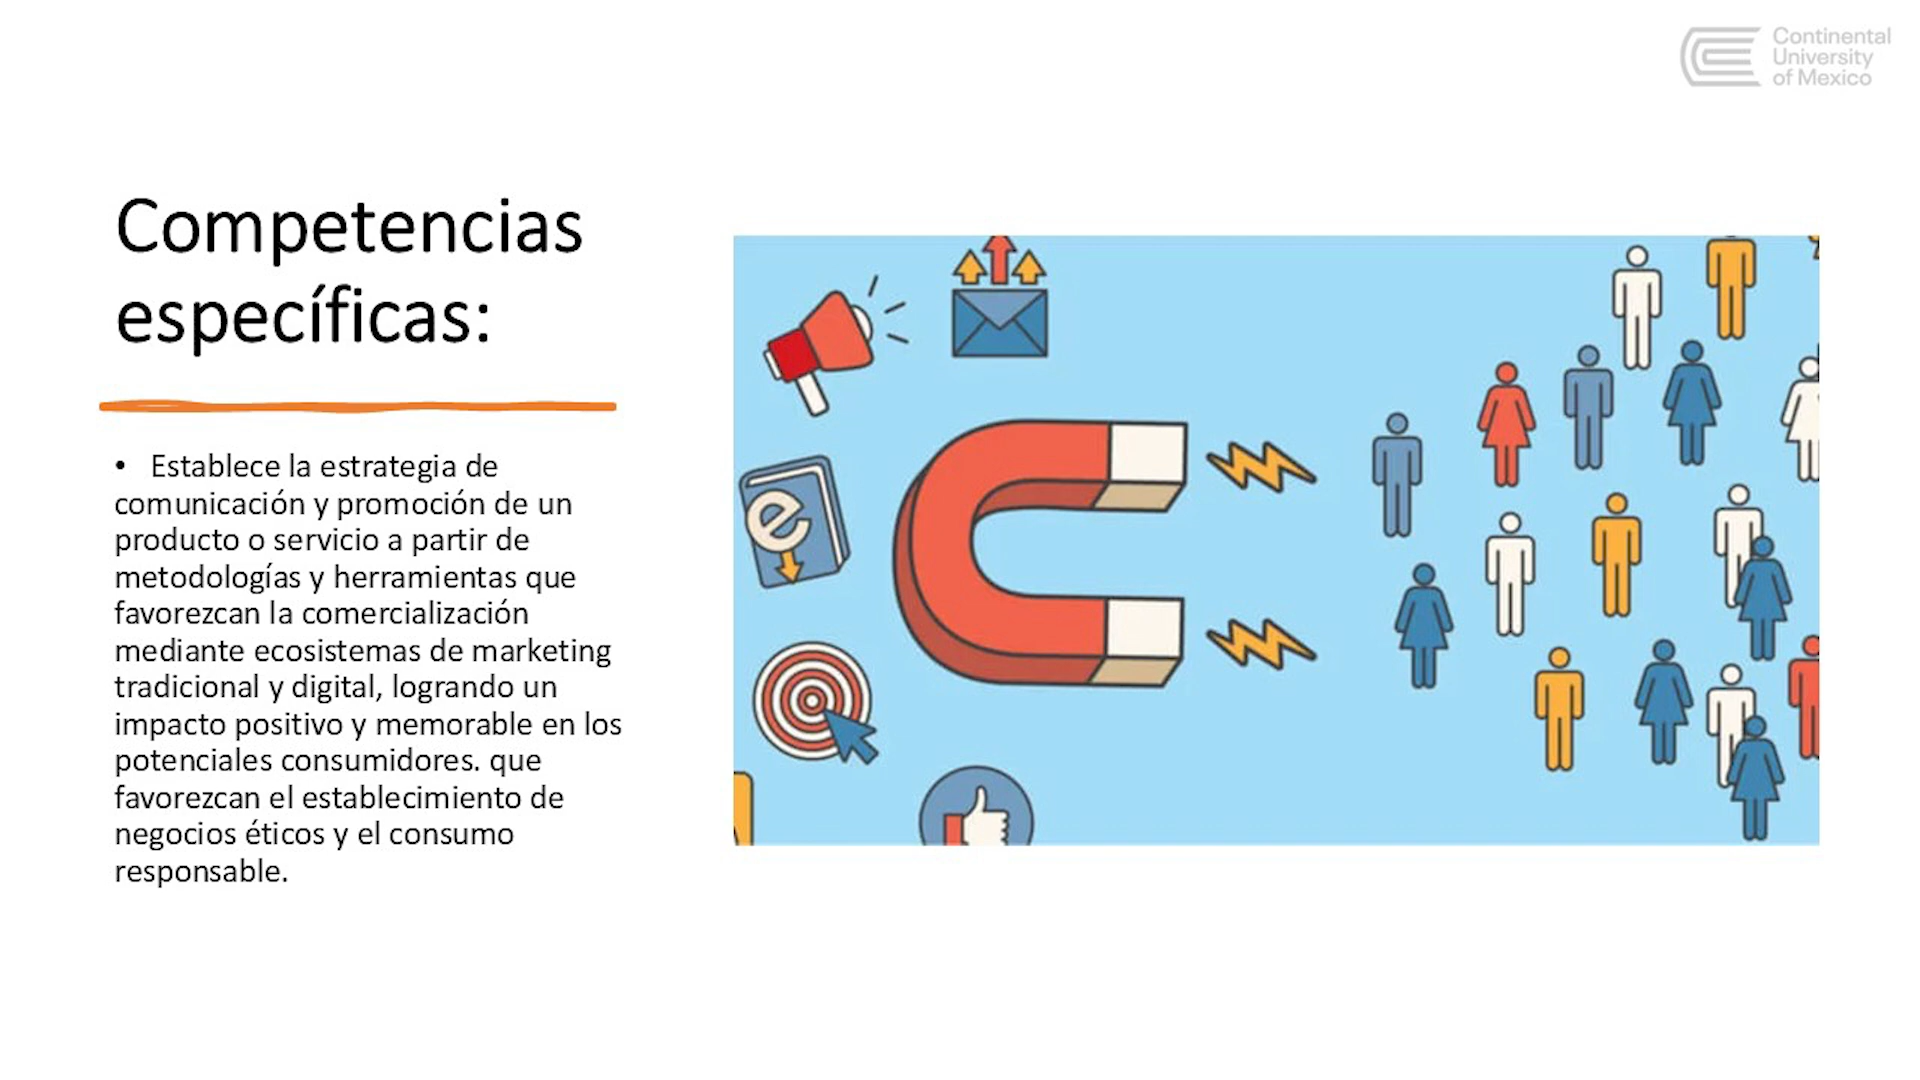 Continental
University
of Mexico
Competencias
específicas:
• Establece la estrategia de
comunicación y promoción de un
producto o servicio a partir de
metodologías y herramientas que
favorezcan la comercialización
mediante ecosistemas de marketing
tradicional y digital, logrando un
impacto positivo y memorable en los
potenciales consumidores. que
favorezcan el establecimiento de
negocios éticos y el consumo
responsable.
e